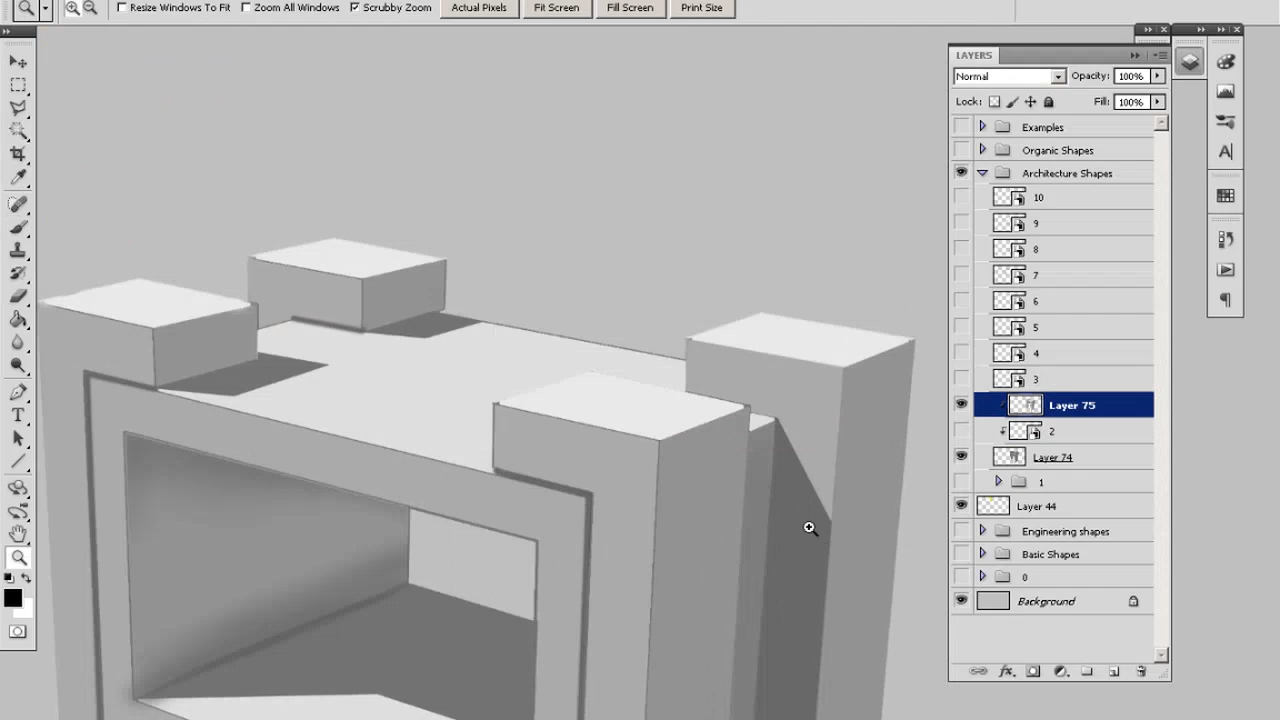 Resize Windows To Fit Zoom All Windows Scrubby Zoom Actual Pixels Fit Screen Fill Screen Print Size
LAYERS
Normal Opacity: 100%
Lock: Fill: 100%
Examples
Organic Shapes
Architecture Shapes
10
9
8
7
6
5
4
3
Layer 75
2
Layer 74
1
Layer 44
Engineering shapes
Basic Shapes
0
Background